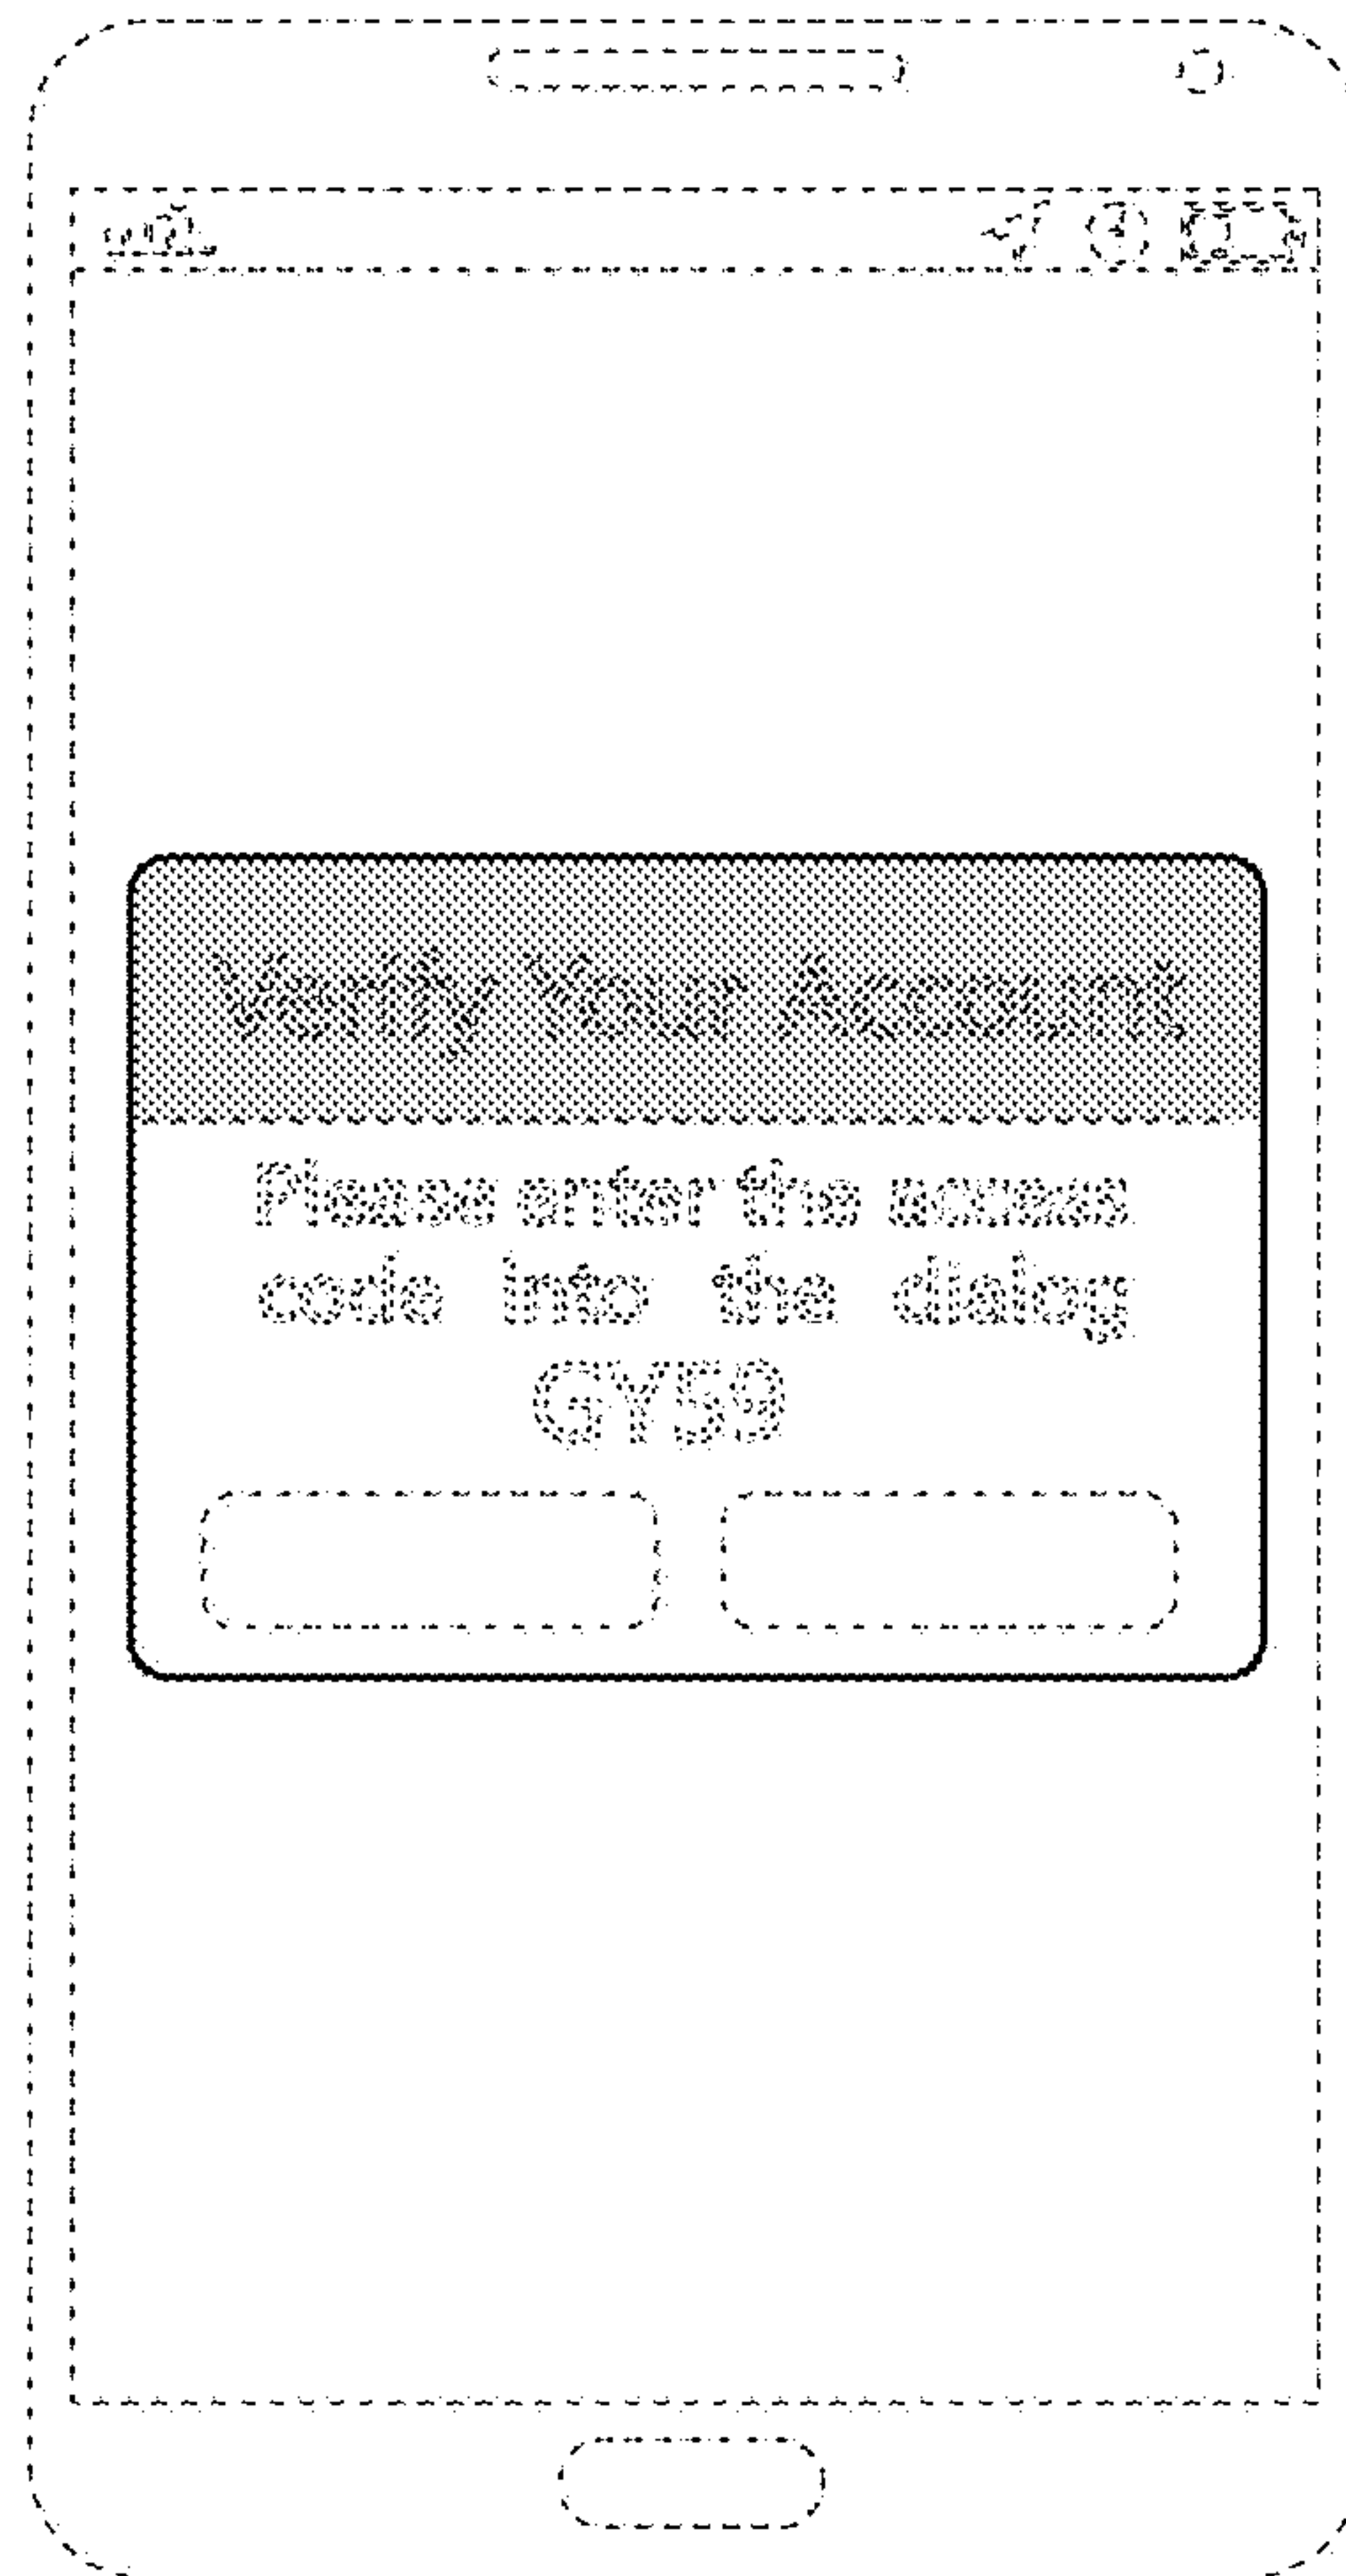 Verify Your Account
Please enter the access
code into the dialog
GY59